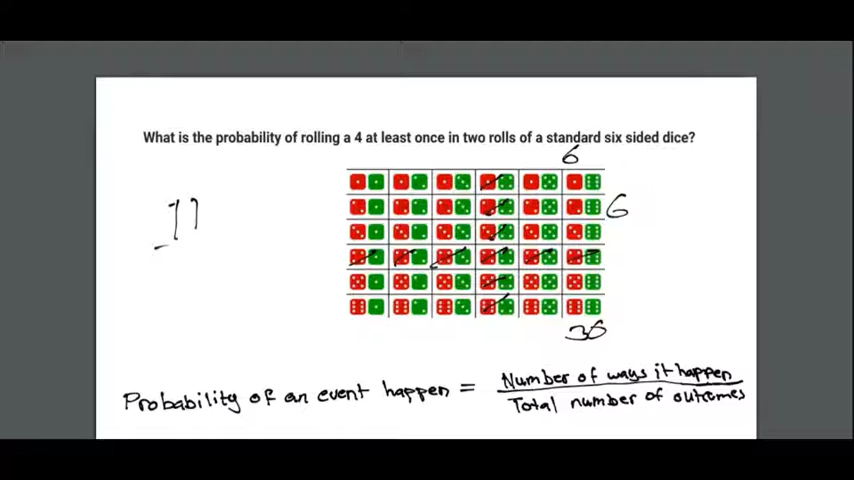 What is the probability of rolling a 4 at least once in two rolls of a standard six sided dice?
6
11
6
36
Probability of an event happen = Number of ways it happen
Total number of outcomes